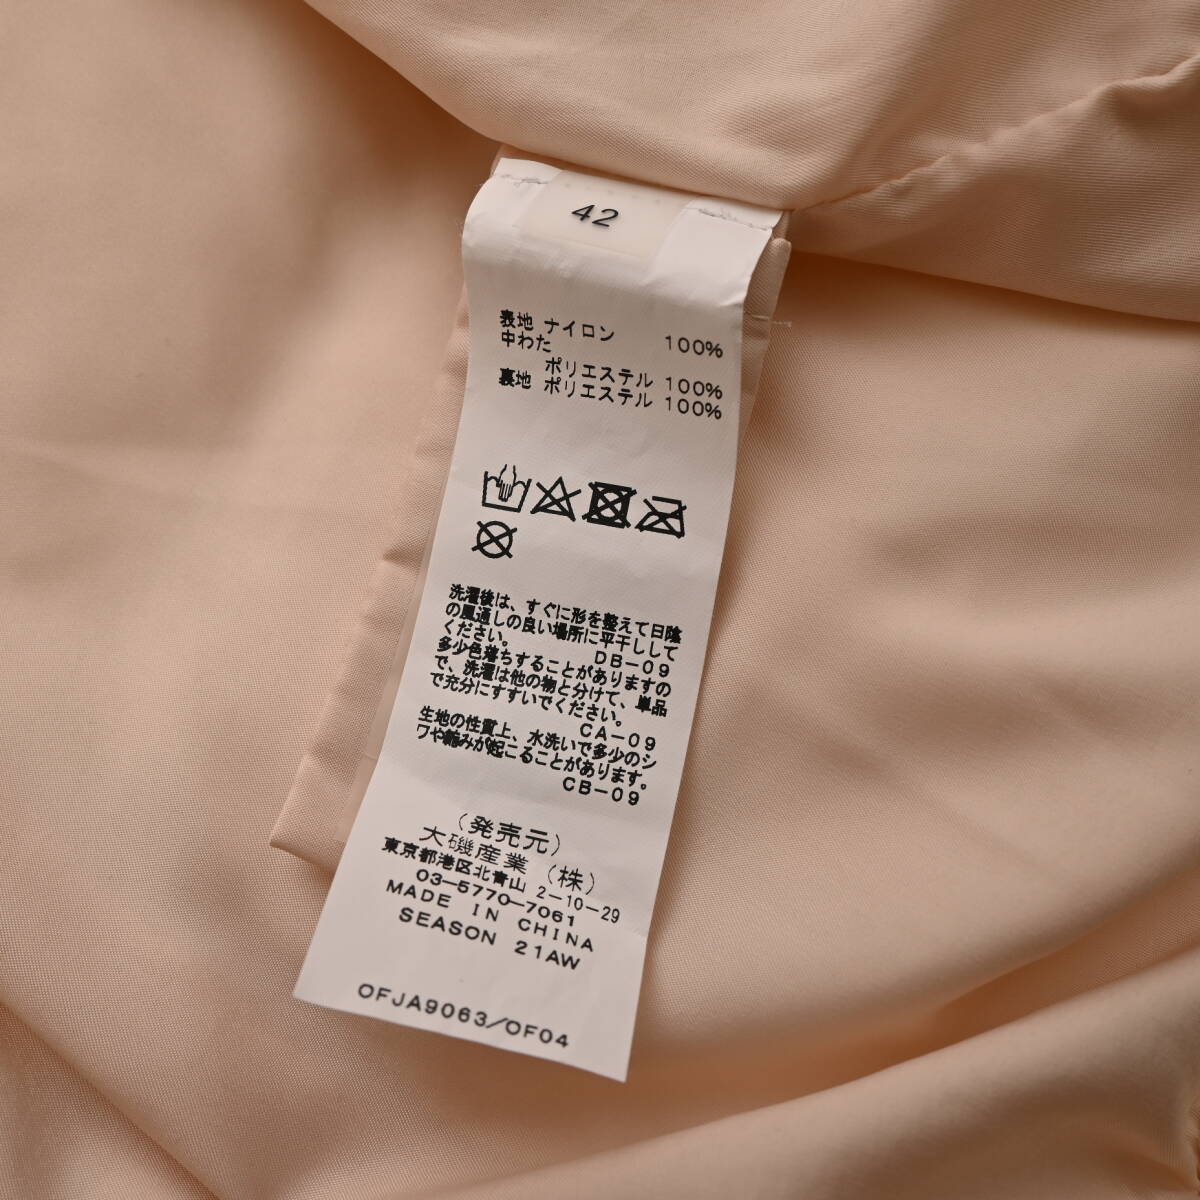 42
表地 ナイロン 100%
中わた
ポリエステル 100%
裏地 ポリエステル 100%
洗濯後は、すぐに形を整えて日陰
の風通しの良い場所に平干しして
ください。 DB-09
多少色落ちすることがありますの
で、洗濯は他の物と分けて、単品
で充分にすすいでください。
CA-09
生地の性質上、水洗いで多少のシ
ワや縮みが起こることがあります。
CB-09
（発売元）
大磯産業（株）
東京都港区北青山 2-10-29
03-5770-7061
MADE IN CHINA
SEASON 21AW
OFJA9063/OF04